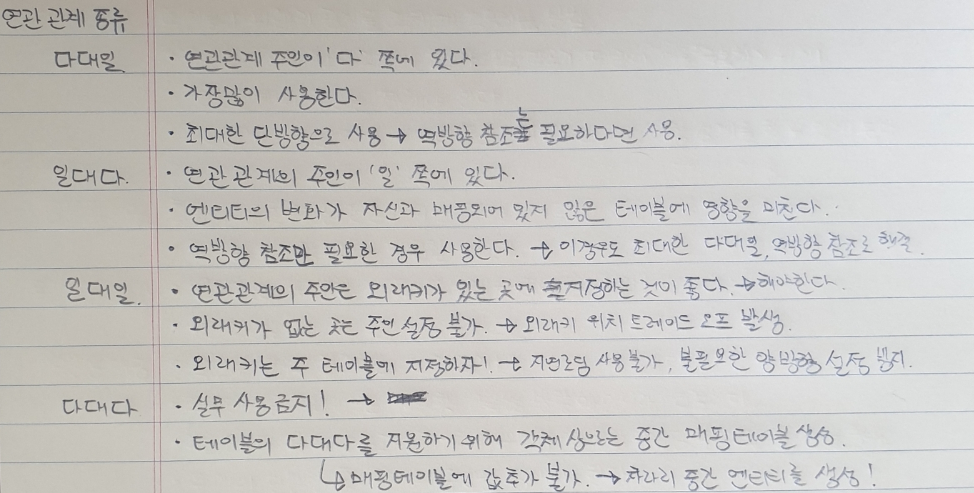 연관 관계 종류
다대일 · 연관관계 주인이 '다' 쪽에 있다.
· 가장많이 사용한다.
· 최대한 단방향으로 사용 → 역방향 참조는 필요하다면 사용.
일대다. · 연관 관계의 주인이 '일' 쪽에 있다.
· 엔티티의 변화가 자신과 매핑되어 있지 않은 테이블에 영향을 미친다.
· 역방향 참조만 필요한 경우 사용한다. → 이경우도 최대한 다대일, 역방향 참조로 해결.
일대일. · 연관관계의 주인은 외래키가 있는 곳에 지정하는 것이 좋다. → 해야한다.
· 외래키가 없는 곳은 주인 설정 불가. → 외래키 위치 트레이드 오프 발생.
· 외래키는 주 테이블에 지정하자! → 지연로딩 사용불가, 불필요한 양방향 설정 방지.
다대다 · 실무 사용금지! →
· 테이블의 다대다를 지원하기 위해 객체상으는 중간 매핑테이블 생성.
↳ 매핑테이블에 값추가 불가. → 차라리 중간 엔티티를 생성!